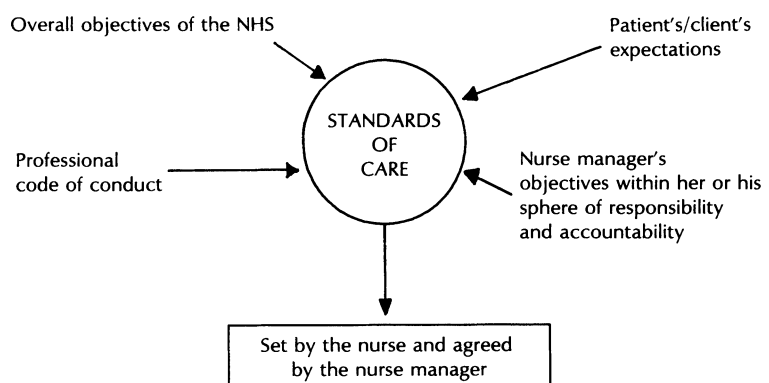 Overall objectives of the NHS
Patient's/client's
expectations
STANDARDS
OF
CARE
Professional
code of conduct
Nurse manager's
objectives within her or his
sphere of responsibility
and accountability
Set by the nurse and agreed
by the nurse manager